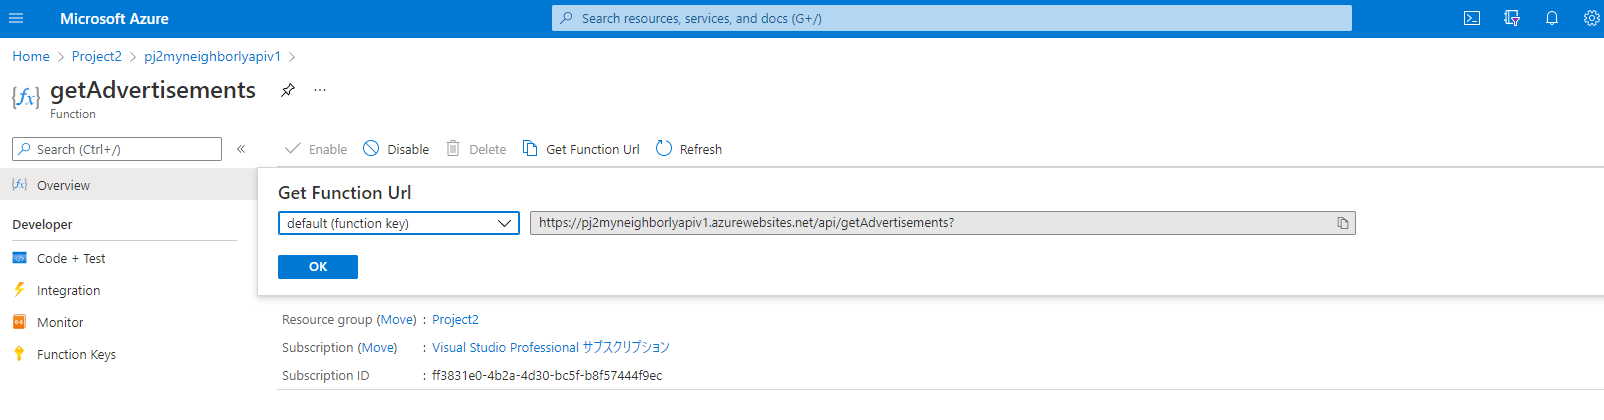 Microsoft Azure
Search resources, services, and docs (G+/)
Home > Project2 > pj2myneighborlyapiv1 >
{fx} getAdvertisements ...
Function
Search (Ctrl+/) «
Enable Disable Delete Get Function Url Refresh
{fx} Overview
Get Function Url
default (function key) https://pj2myneighborlyapiv1.azurewebsites.net/api/getAdvertisements?
Developer
Code + Test
OK
Integration
Resource group (Move) : Project2
Monitor
Subscription (Move) : Visual Studio Professional サブスクリプション
Function Keys
Subscription ID : ff3831e0-4b2a-4d30-bc5f-b8f57444f9ec